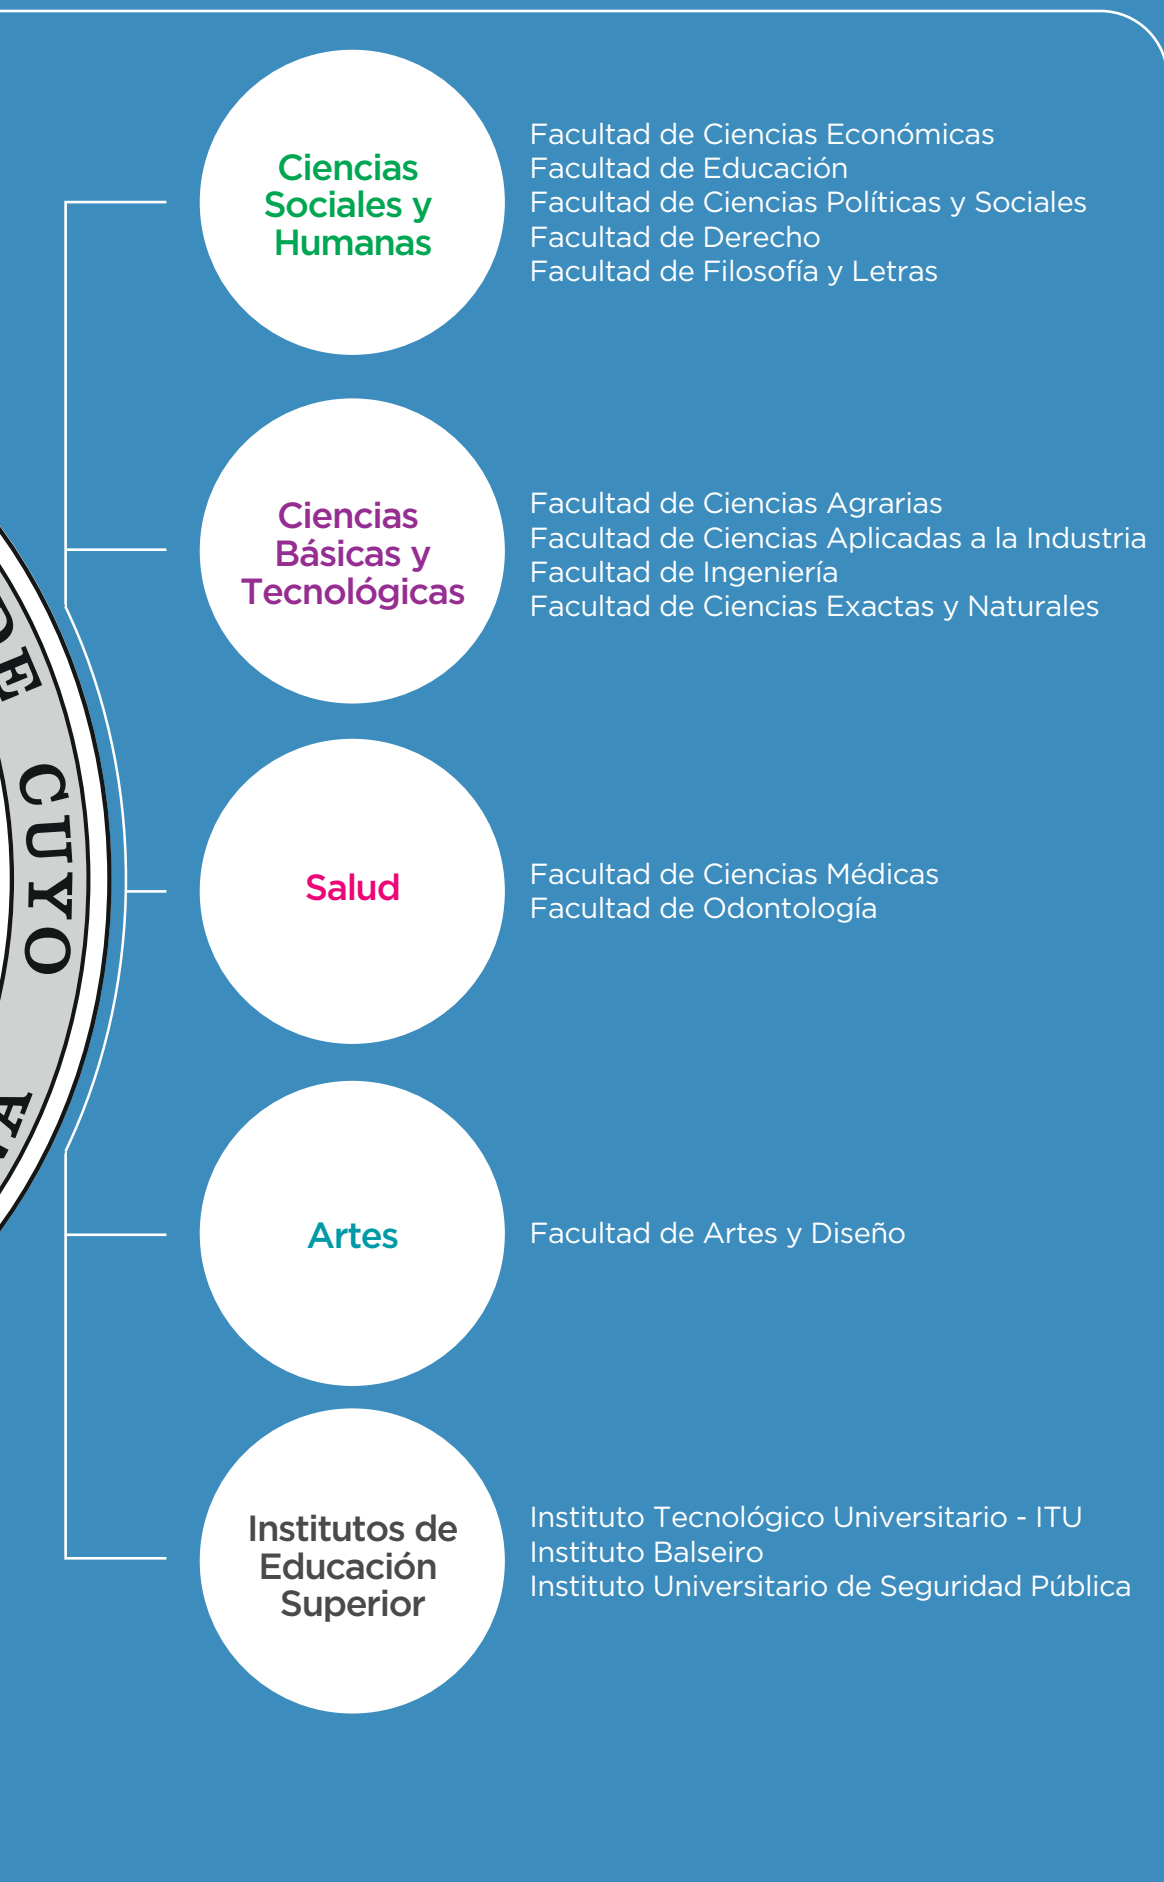 Ciencias
Sociales y
Humanas
Facultad de Ciencias Económicas
Facultad de Educación
Facultad de Ciencias Políticas y Sociales
Facultad de Derecho
Facultad de Filosofía y Letras
Ciencias
Básicas y
Tecnológicas
Facultad de Ciencias Agrarias
Facultad de Ciencias Aplicadas a la Industria
Facultad de Ingeniería
Facultad de Ciencias Exactas y Naturales
DE CUYO
Salud
Facultad de Ciencias Médicas
Facultad de Odontología
Artes
Facultad de Artes y Diseño
Institutos de
Educación
Superior
Instituto Tecnológico Universitario - ITU
Instituto Balseiro
Instituto Universitario de Seguridad Pública